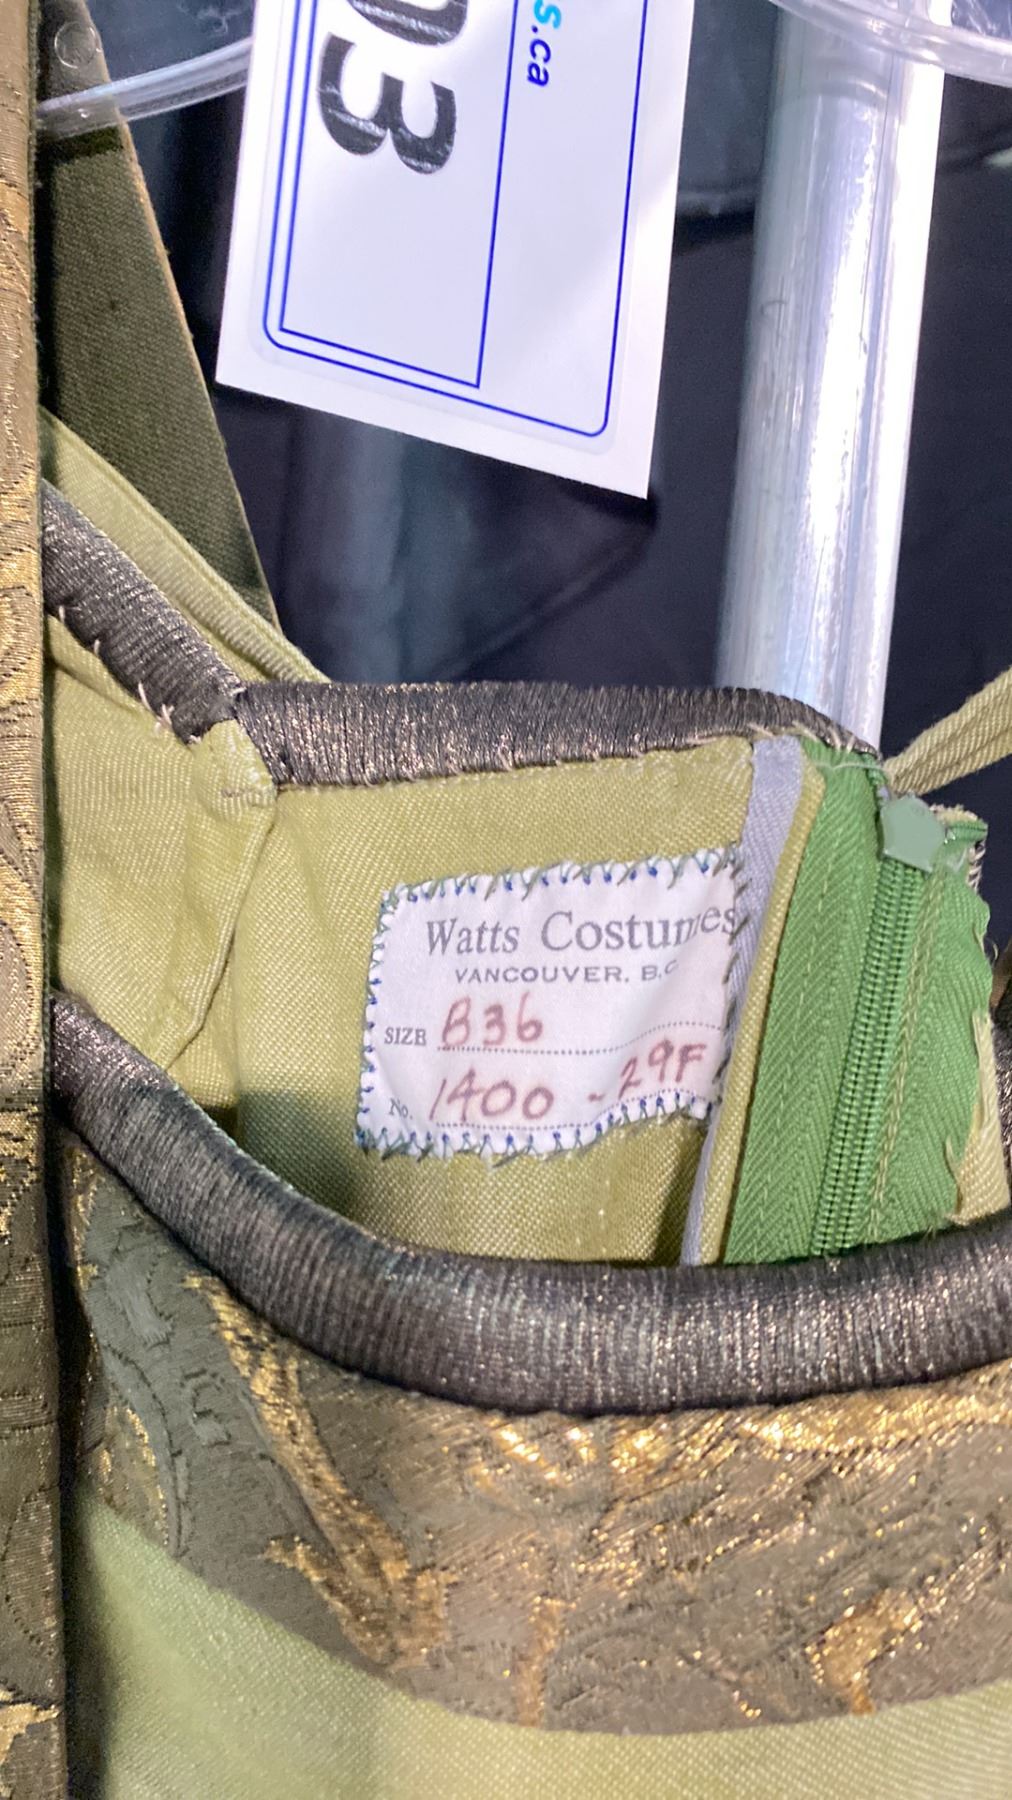 03
s.ca
Watts Costumes
VANCOUVER, B.C.
SIZE B36
No. 1400 - 29F